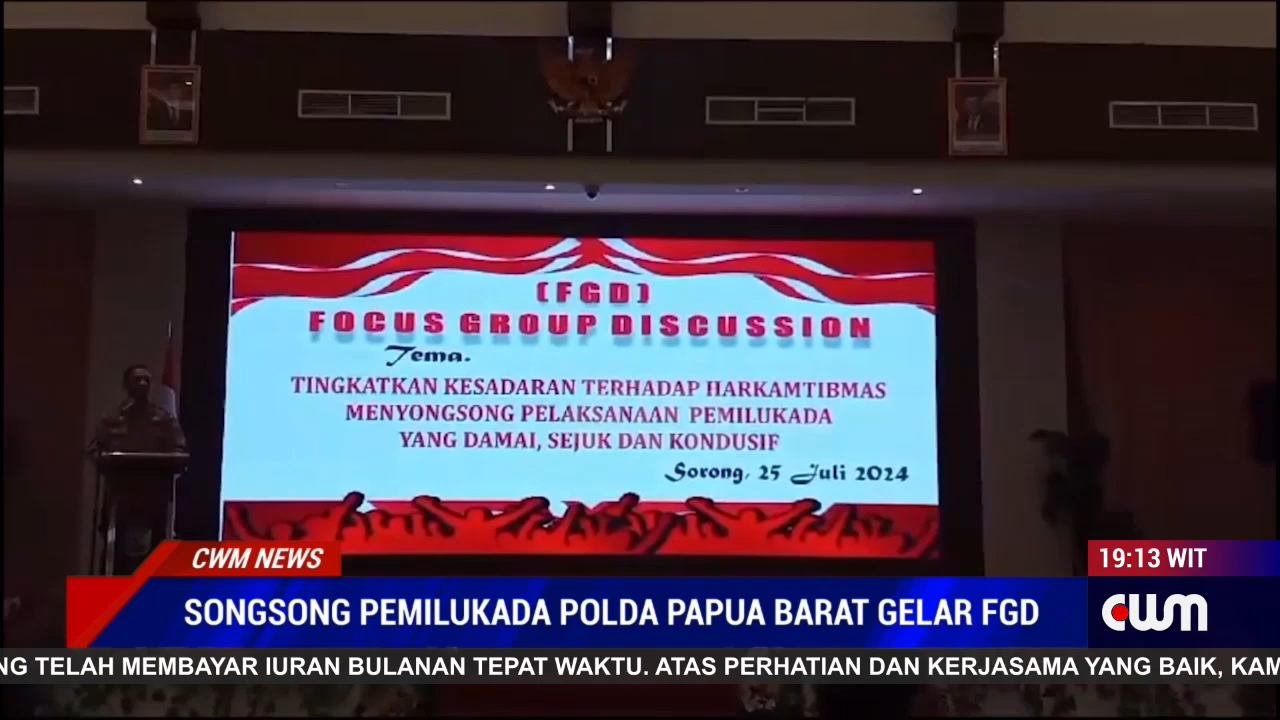 (FGD)
FOCUS GROUP DISCUSSION
Tema.
TINGKATKAN KESADARAN TERHADAP HARKAMTIBMAS
MENYONGSONG PELAKSANAAN PEMILUKADA
YANG DAMAI, SEJUK DAN KONDUSIF
Sorong, 25 Juli 2024
CWM NEWS
19:13 WIT
SONGSONG PEMILUKADA POLDA PAPUA BARAT GELAR FGD
cwm
NG TELAH MEMBAYAR IURAN BULANAN TEPAT WAKTU. ATAS PERHATIAN DAN KERJASAMA YANG BAIK, KAM